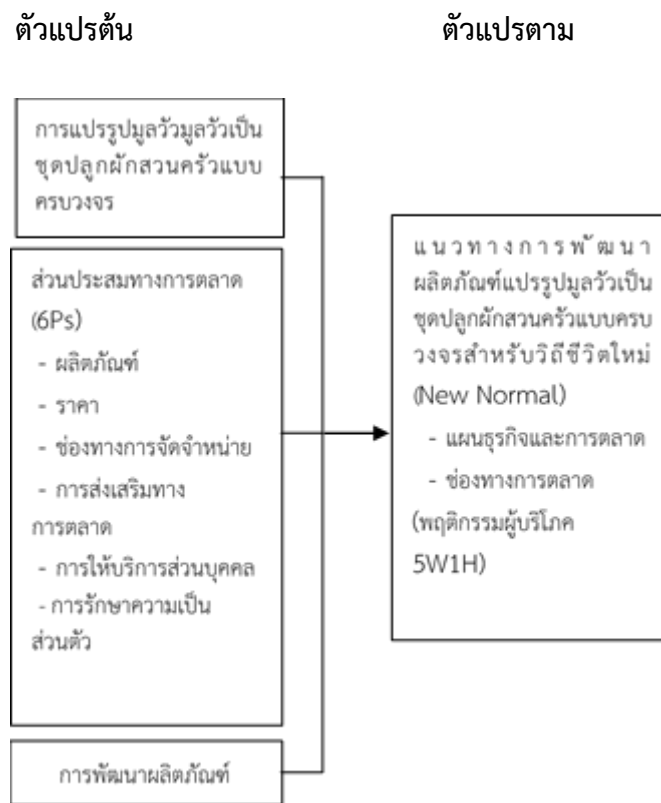 ตัวแปรต้น
ตัวแปรตาม
การแปรรูปมูลวัวมูลวัวเป็น
ชุดปลูกผักสวนครัวแบบ
ครบวงจร
ส่วนประสมทางการตลาด
(6Ps)
- ผลิตภัณฑ์
- ราคา
- ช่องทางการจัดจำหน่าย
- การส่งเสริมทาง
การตลาด
- การให้บริการส่วนบุคคล
- การรักษาความเป็น
ส่วนตัว
การพัฒนาผลิตภัณฑ์
แนวทางการพัฒนา
ผลิตภัณฑ์แปรรูปมูลวัวเป็น
ชุดปลูกผักสวนครัวแบบครบ
วงจรสำหรับวิถีชีวิตใหม่
(New Normal)
- แผนธุรกิจและการตลาด
- ช่องทางการตลาด
(พฤติกรรมผู้บริโภค
5W1H)